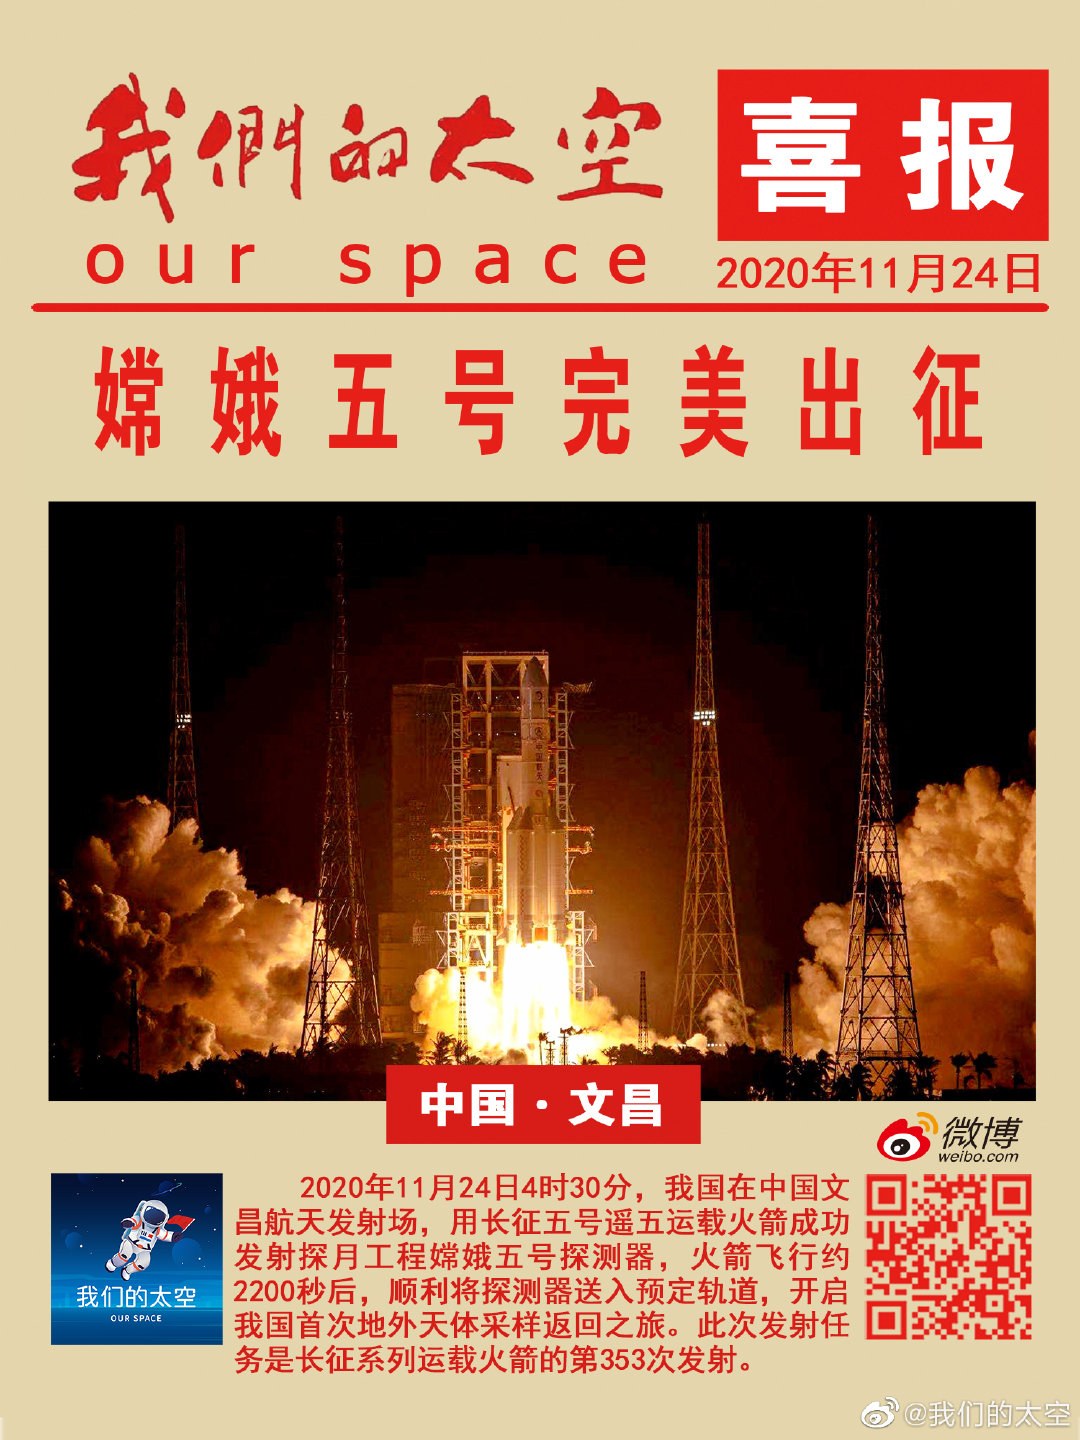 我們的太空
our space
喜报
2020年11月24日
嫦娥五号完美出征
中国航天
中国·文昌
微博
weibo.com
2020年11月24日4时30分，我国在中国文
昌航天发射场，用长征五号遥五运载火箭成功
发射探月工程嫦娥五号探测器，火箭飞行约
2200秒后，顺利将探测器送入预定轨道，开启
我国首次地外天体采样返回之旅。此次发射任
务是长征系列运载火箭的第353次发射。
我们的太空
OUR SPACE
@我们的太空